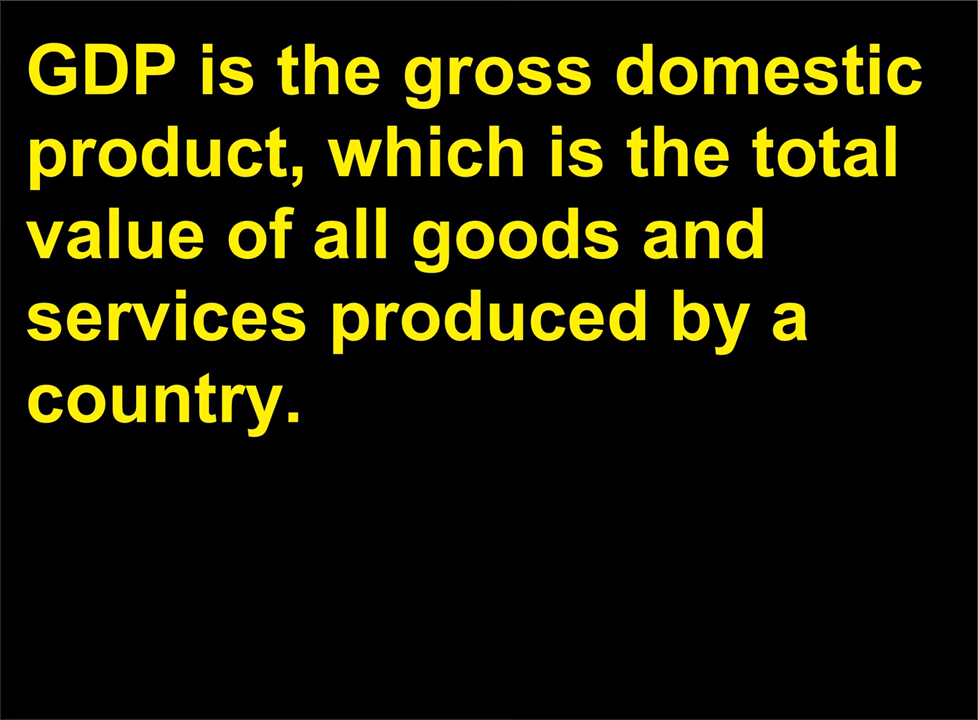 GDP is the gross domestic
product, which is the total
value of all goods and
services produced by a
country.